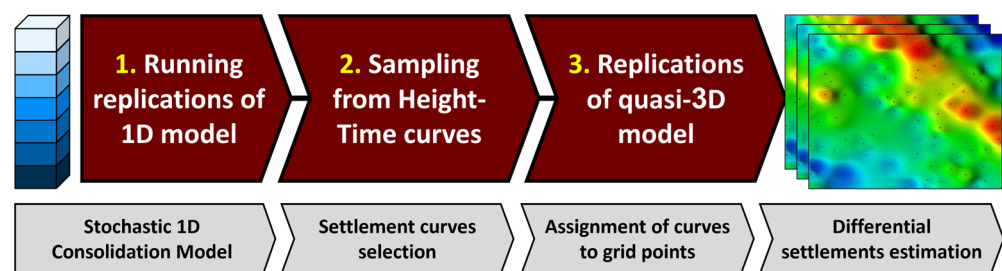 1. Running
replications of
1D model
2. Sampling
from Height-
Time curves
3. Replications
of quasi-3D
model
Stochastic 1D
Consolidation Model
Settlement curves
selection
Assignment of curves
to grid points
Differential
settlements estimation